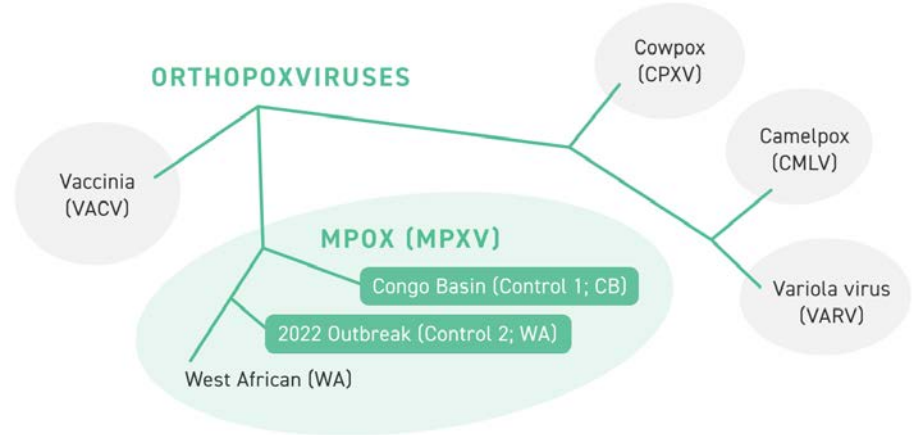 ORTHOPOXVIRUSES
Cowpox
(CPXV)
Camelpox
(CMLV)
Vaccinia
(VACV)
MPOX (MPXV)
Congo Basin (Control 1; CB)
Variola virus
(VARV)
2022 Outbreak (Control 2; WA)
West African (WA)